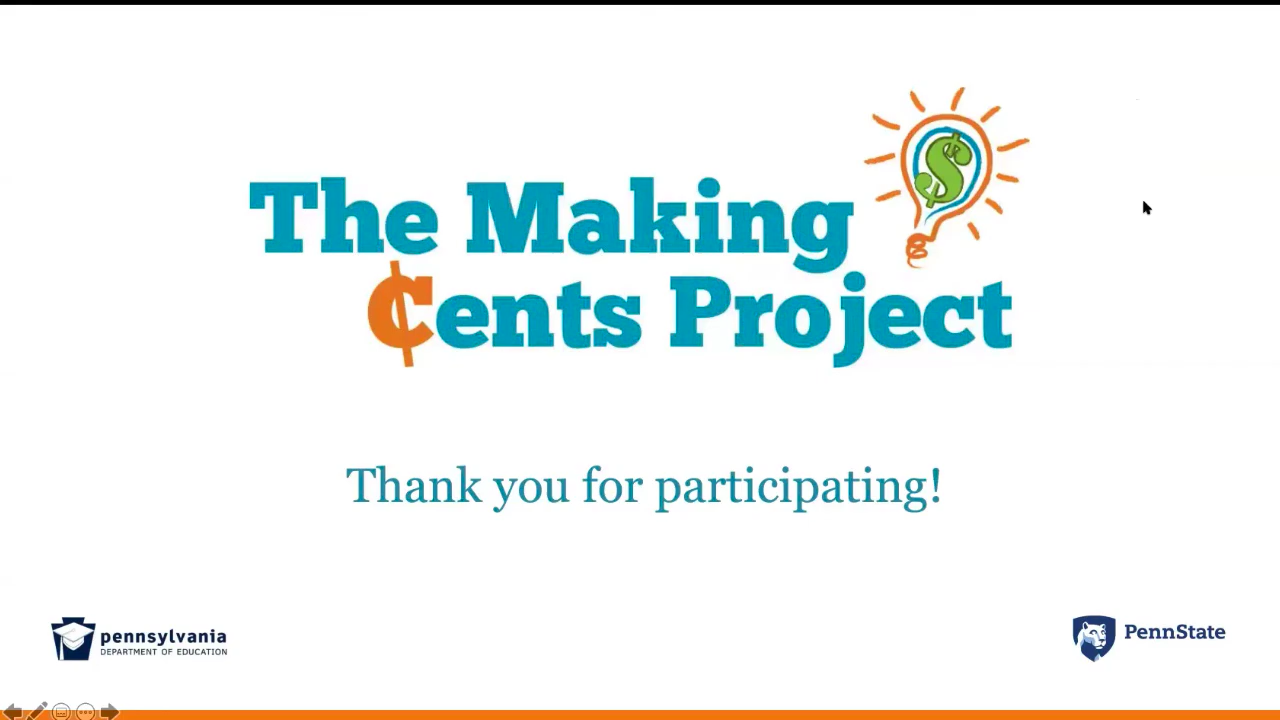 The Making
¢ents Project
Thank you for participating!
pennsylvania
DEPARTMENT OF EDUCATION
PennState